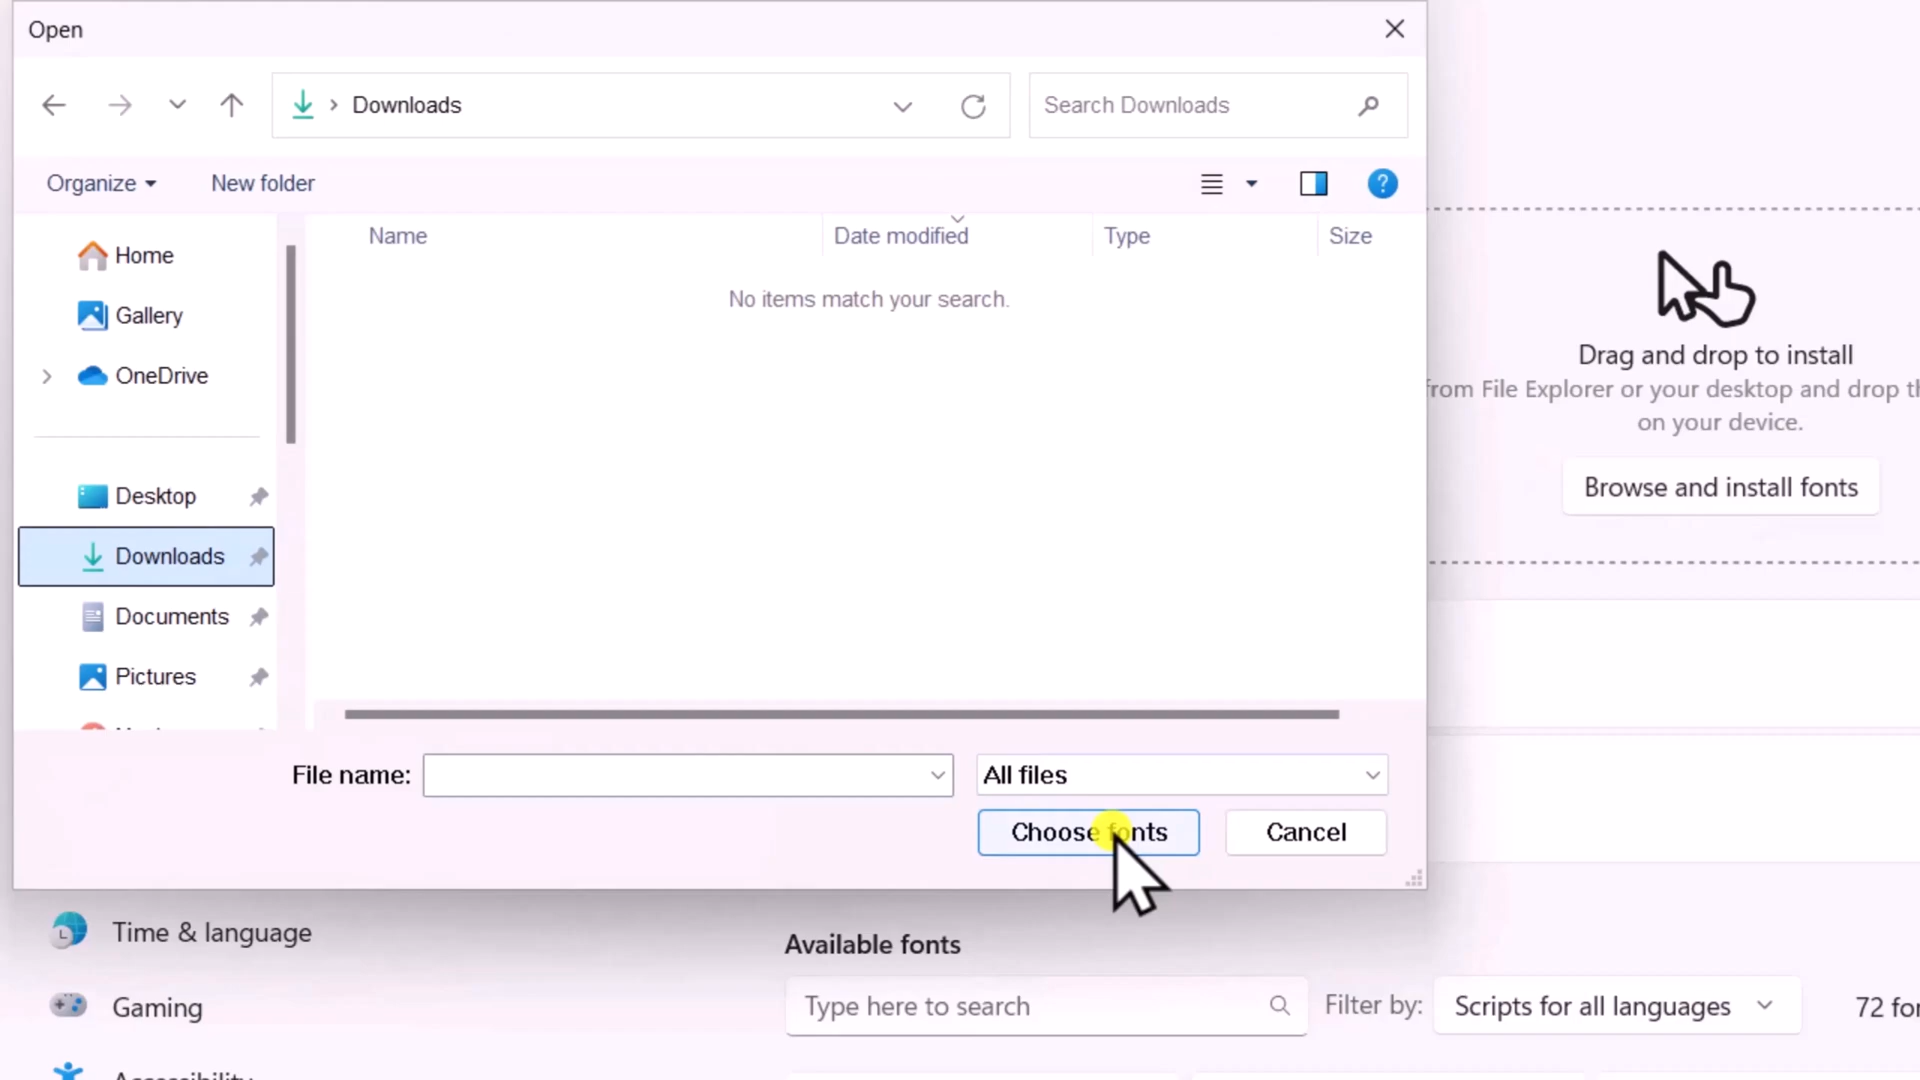 Open
Downloads
Search Downloads
Organize
New folder
?
Home
Gallery
OneDrive
Desktop
Downloads
Documents
Pictures
Name
Date modified
Type
Size
No items match your search.
File name:
All files
Choose fonts
Cancel
Drag and drop to install
from File Explorer or your desktop and drop
on your device.
Browse and install fonts
Time & language
Gaming
Accessibility
Available fonts
Type here to search
Filter by:
Scripts for all languages
72